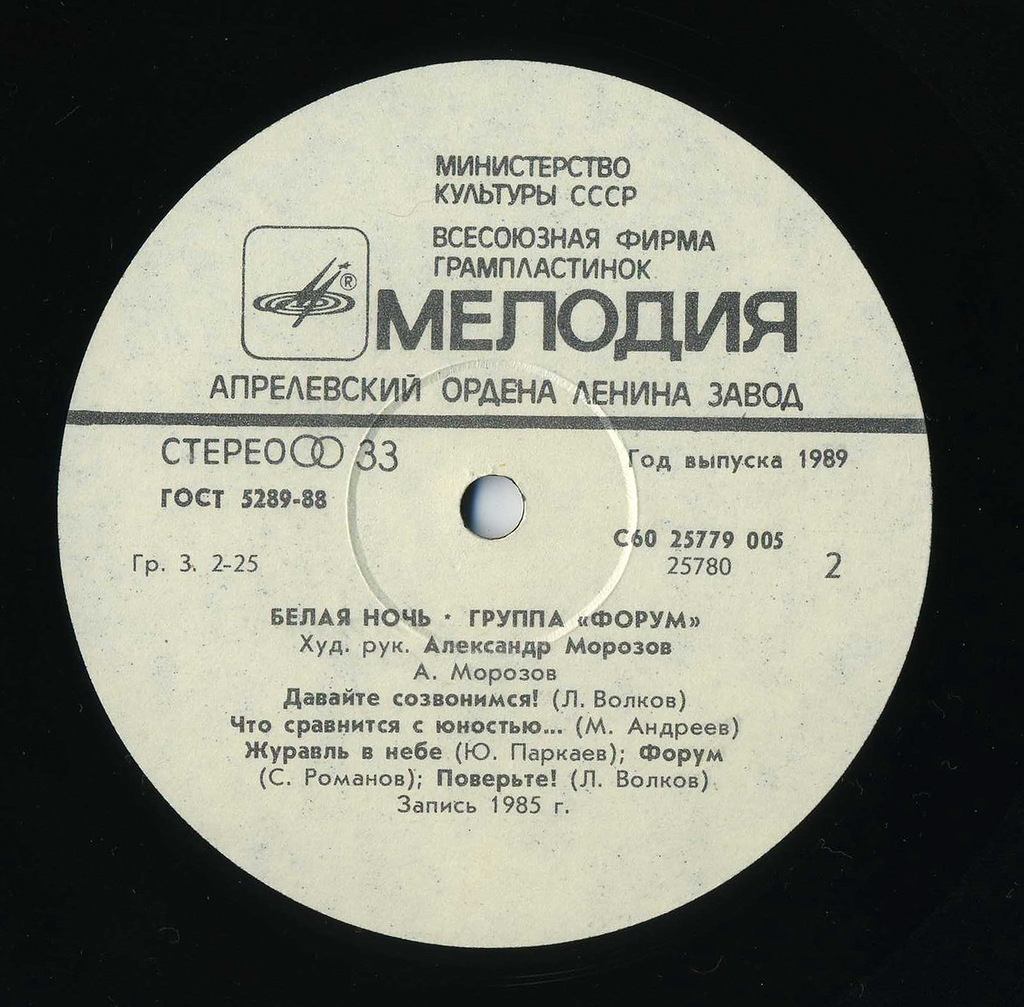 МИНИСТЕРСТВО
КУЛЬТУРЫ СССР
ВСЕСОЮЗНАЯ ФИРМА
ГРАМПЛАСТИНОК
®
МЕЛОДИЯ
АПРЕЛЕВСКИЙ ОРДЕНА ЛЕНИНА ЗАВОД
СТЕРЕО 33
Год выпуска 1989
ГОСТ 5289-88
С60 25779 005
Гр. 3. 2-25
25780
2
БЕЛАЯ НОЧЬ · ГРУППА «ФОРУМ»
Худ. рук. Александр Морозов
А. Морозов
Давайте созвонимся! (Л. Волков)
Что сравнится с юностью... (М. Андреев)
Журавль в небе (Ю. Паркаев); Форум
(С. Романов); Поверьте! (Л. Волков)
Запись 1985 г.